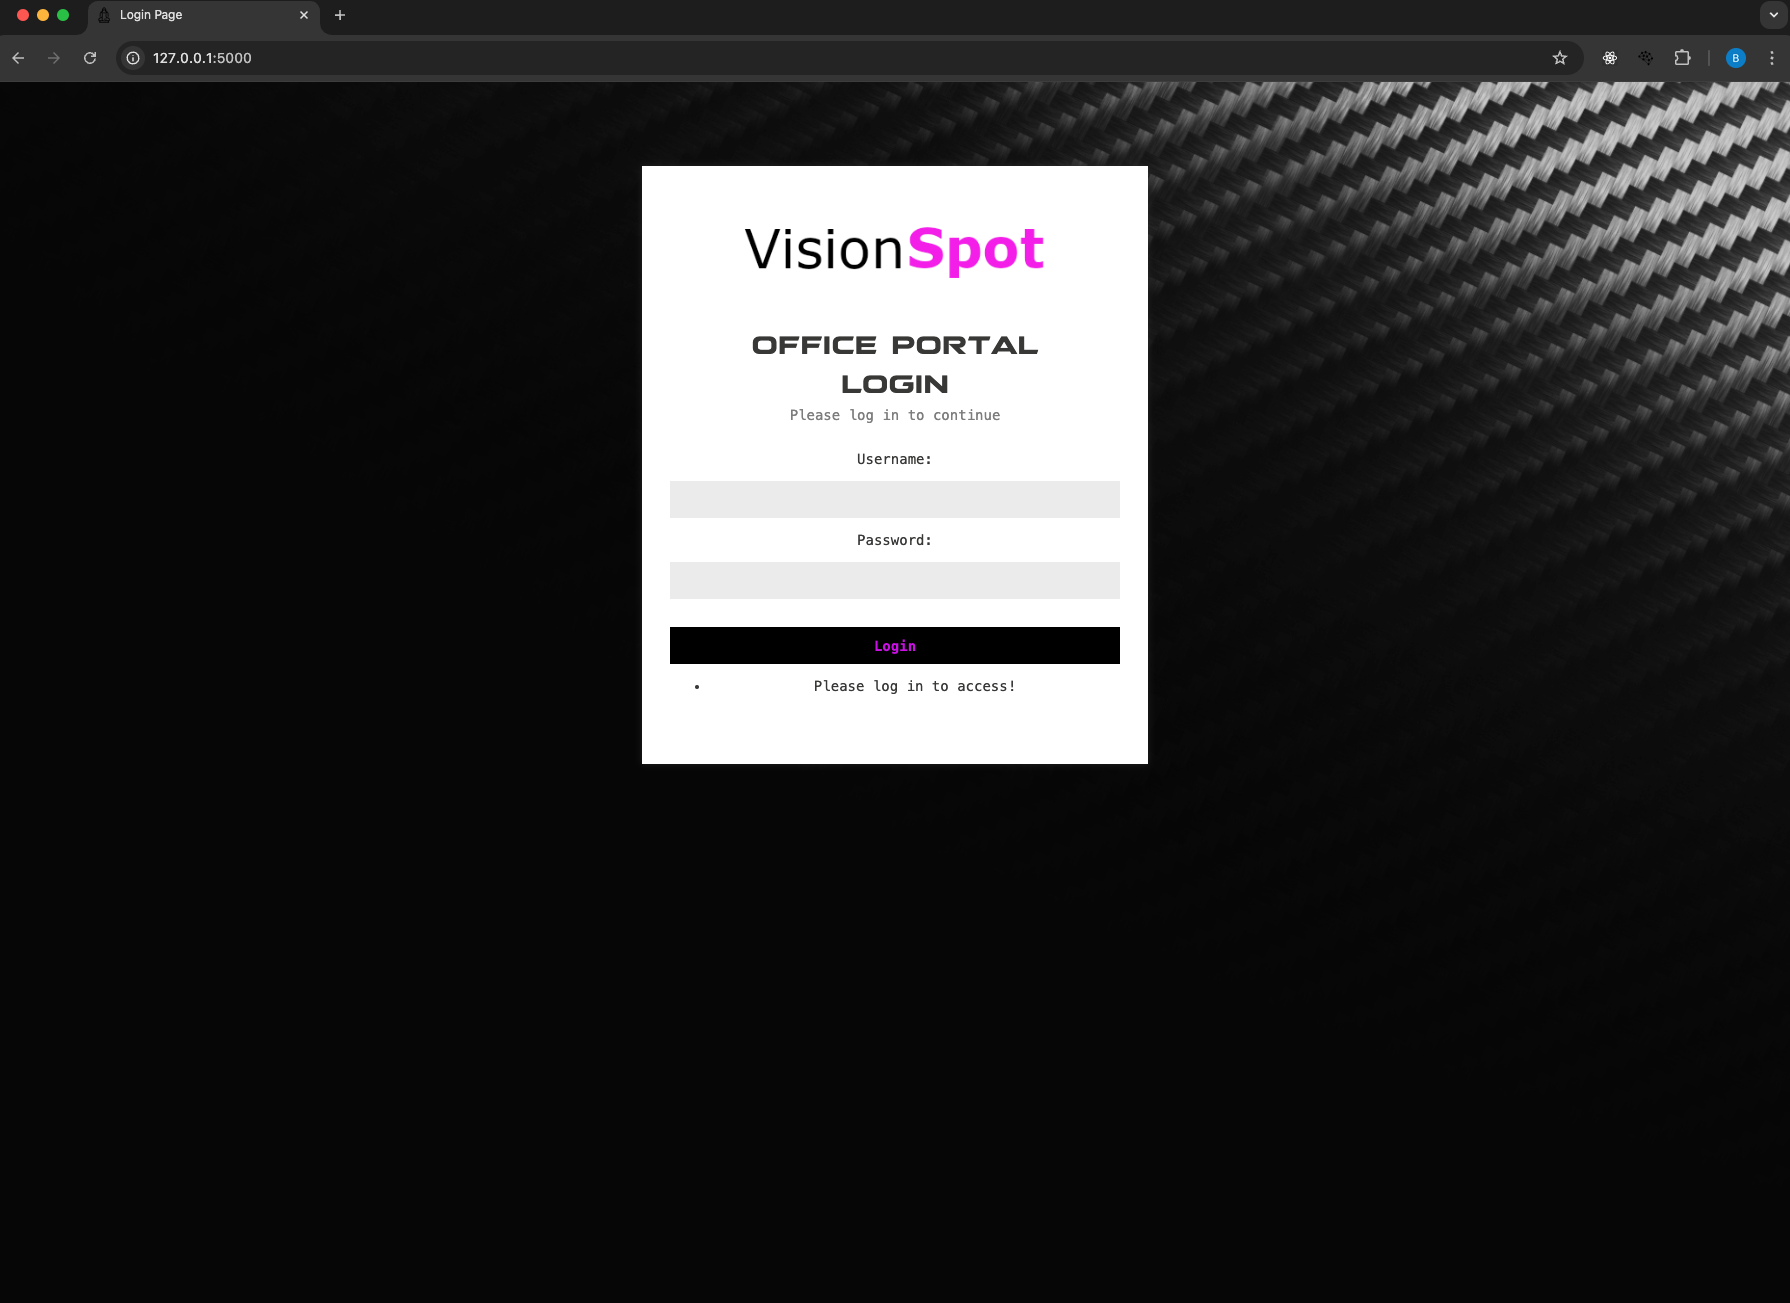 Login Page
127.0.0.1:5000
B
VisionSpot
OFFICE PORTAL
LOGIN
Please log in to continue
Username:
Password:
Login
• Please log in to access!